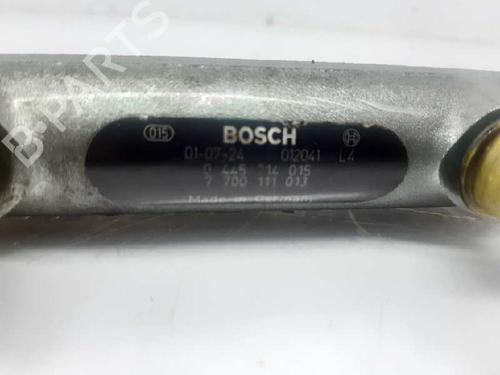 015 BOSCH
01-07-24 012041 L4
0 445 214 015
7 700 111 013
Made in Germany
B-PARTS